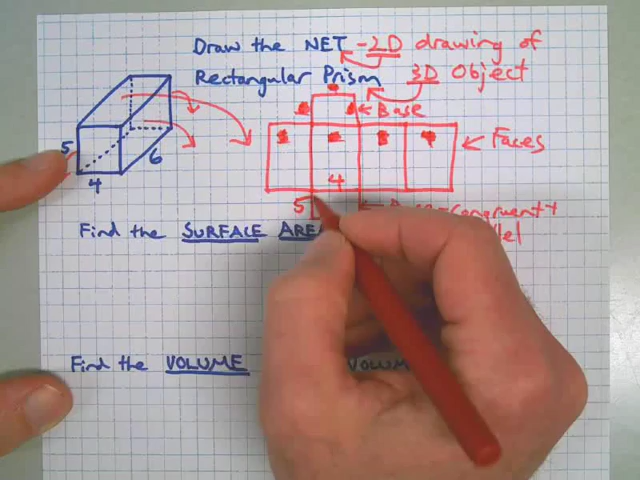 Draw the NET - 2D drawing of
Rectangular Prism 3D Object
Base
5
6
4
Faces
4
5
congruent +
Find the SURFACE
Find the VOLUME